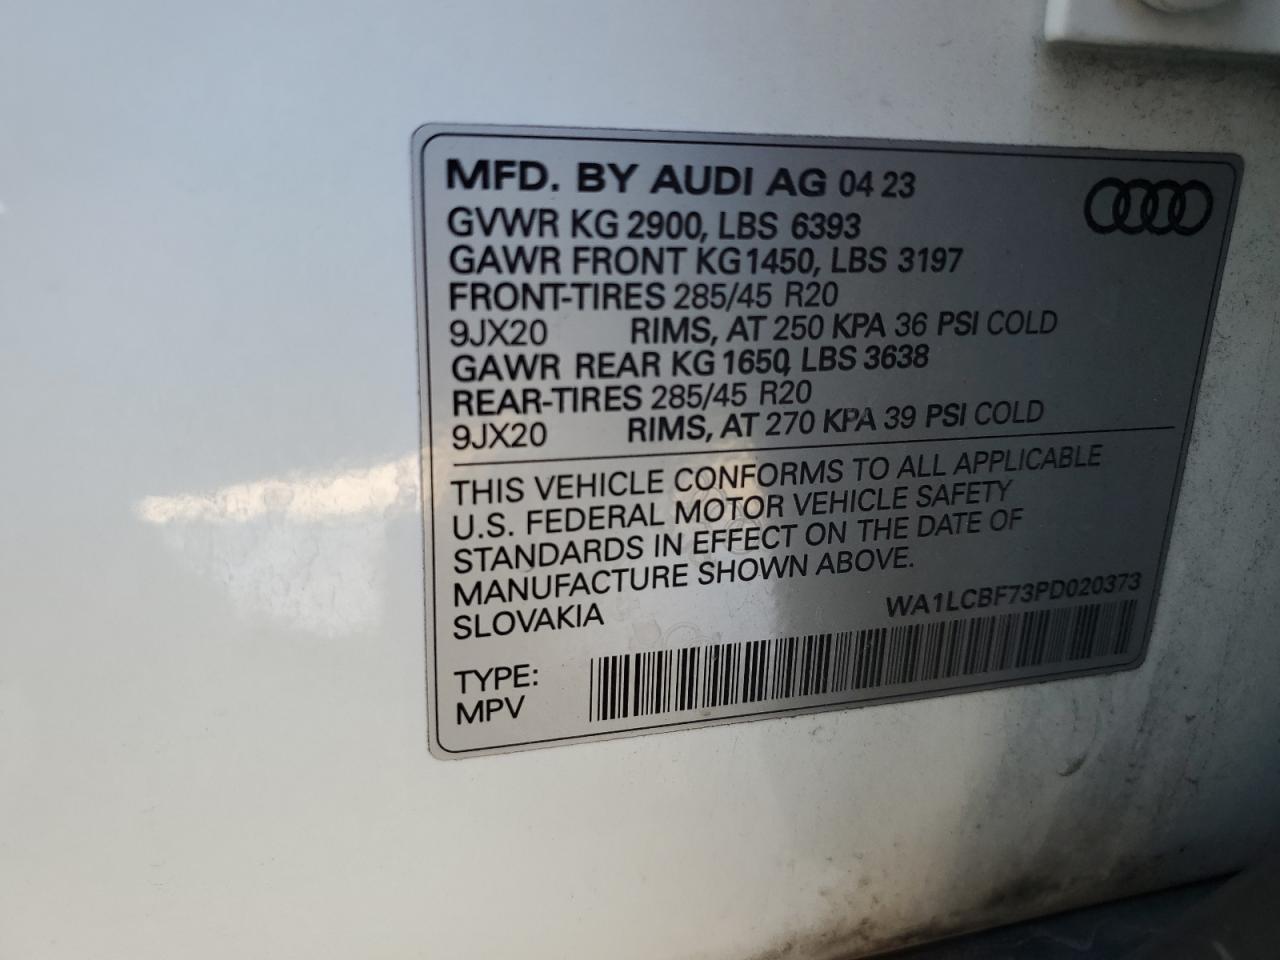 MFD. BY AUDI AG 04 23
GVWR KG 2900, LBS 6393
GAWR FRONT KG 1450, LBS 3197
FRONT-TIRES 285/45 R20
9JX20 RIMS, AT 250 KPA 36 PSI COLD
GAWR REAR KG 1650, LBS 3638
REAR-TIRES 285/45 R20
9JX20 RIMS, AT 270 KPA 39 PSI COLD
THIS VEHICLE CONFORMS TO ALL APPLICABLE
U.S. FEDERAL MOTOR VEHICLE SAFETY
STANDARDS IN EFFECT ON THE DATE OF
MANUFACTURE SHOWN ABOVE.
SLOVAKIA
WA1LCBF73PD020373
TYPE:
MPV